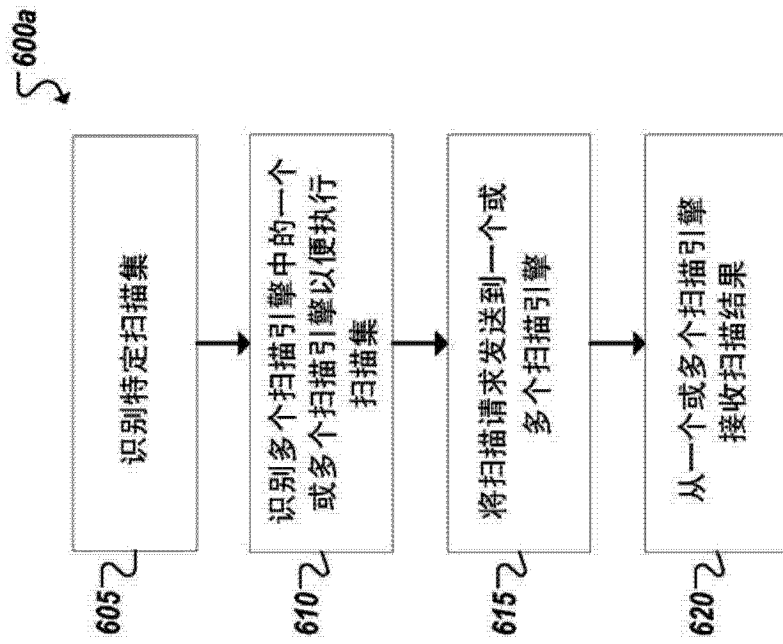 600a
605
识别特定扫描集
610
识别多个扫描引擎中的一个
或多个扫描引擎以便执行
扫描集
615
将扫描请求发送到一个或
多个扫描引擎
620
从一个或多个扫描引擎
接收扫描结果